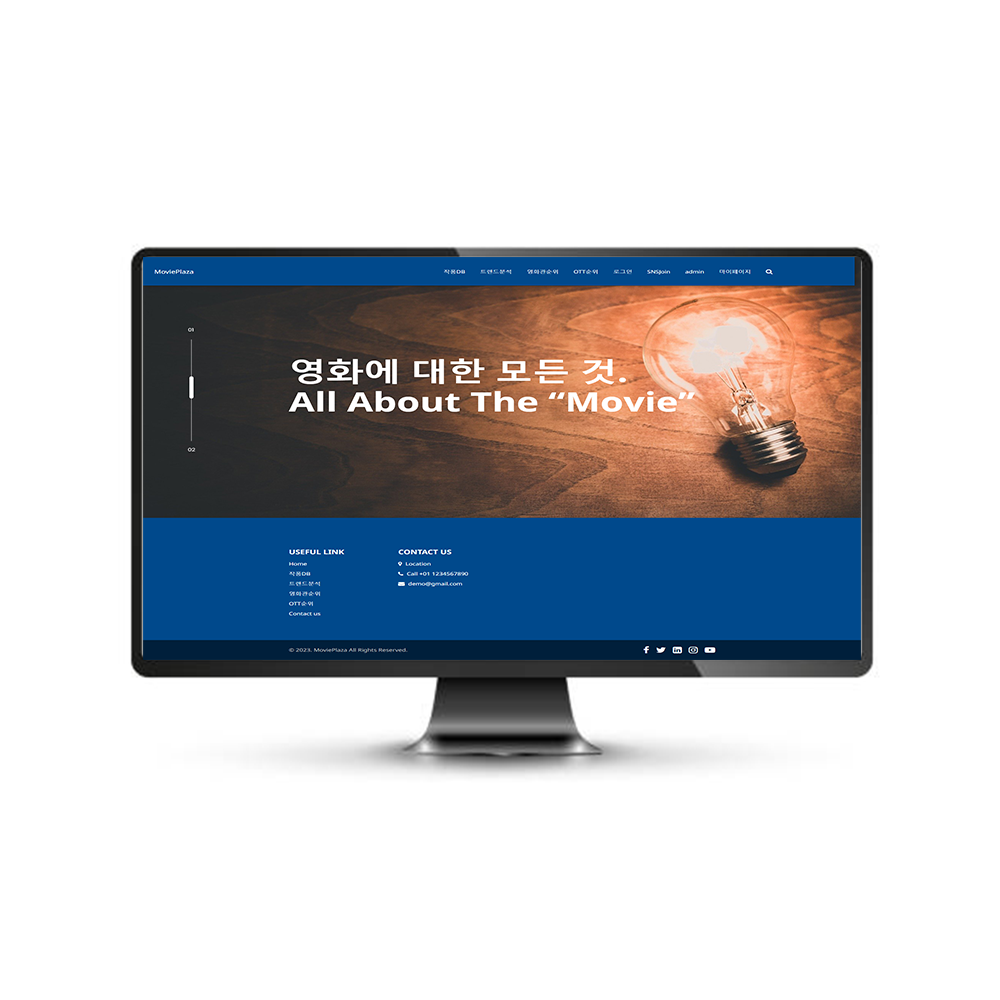 MoviePlaza 작품DB 트렌드분석 영화관순위 OTT순위 로그인 SNSJoin admin 마이페이지
01
영화에 대한 모든 것.
All About The “Movie”
02
USEFUL LINK
Home
작품DB
트렌드분석
영화관순위
OTT순위
Contact us
CONTACT US
Location
Call +01 1234567890
demo@gmail.com
© 2023. MoviePlaza All Rights Reserved.